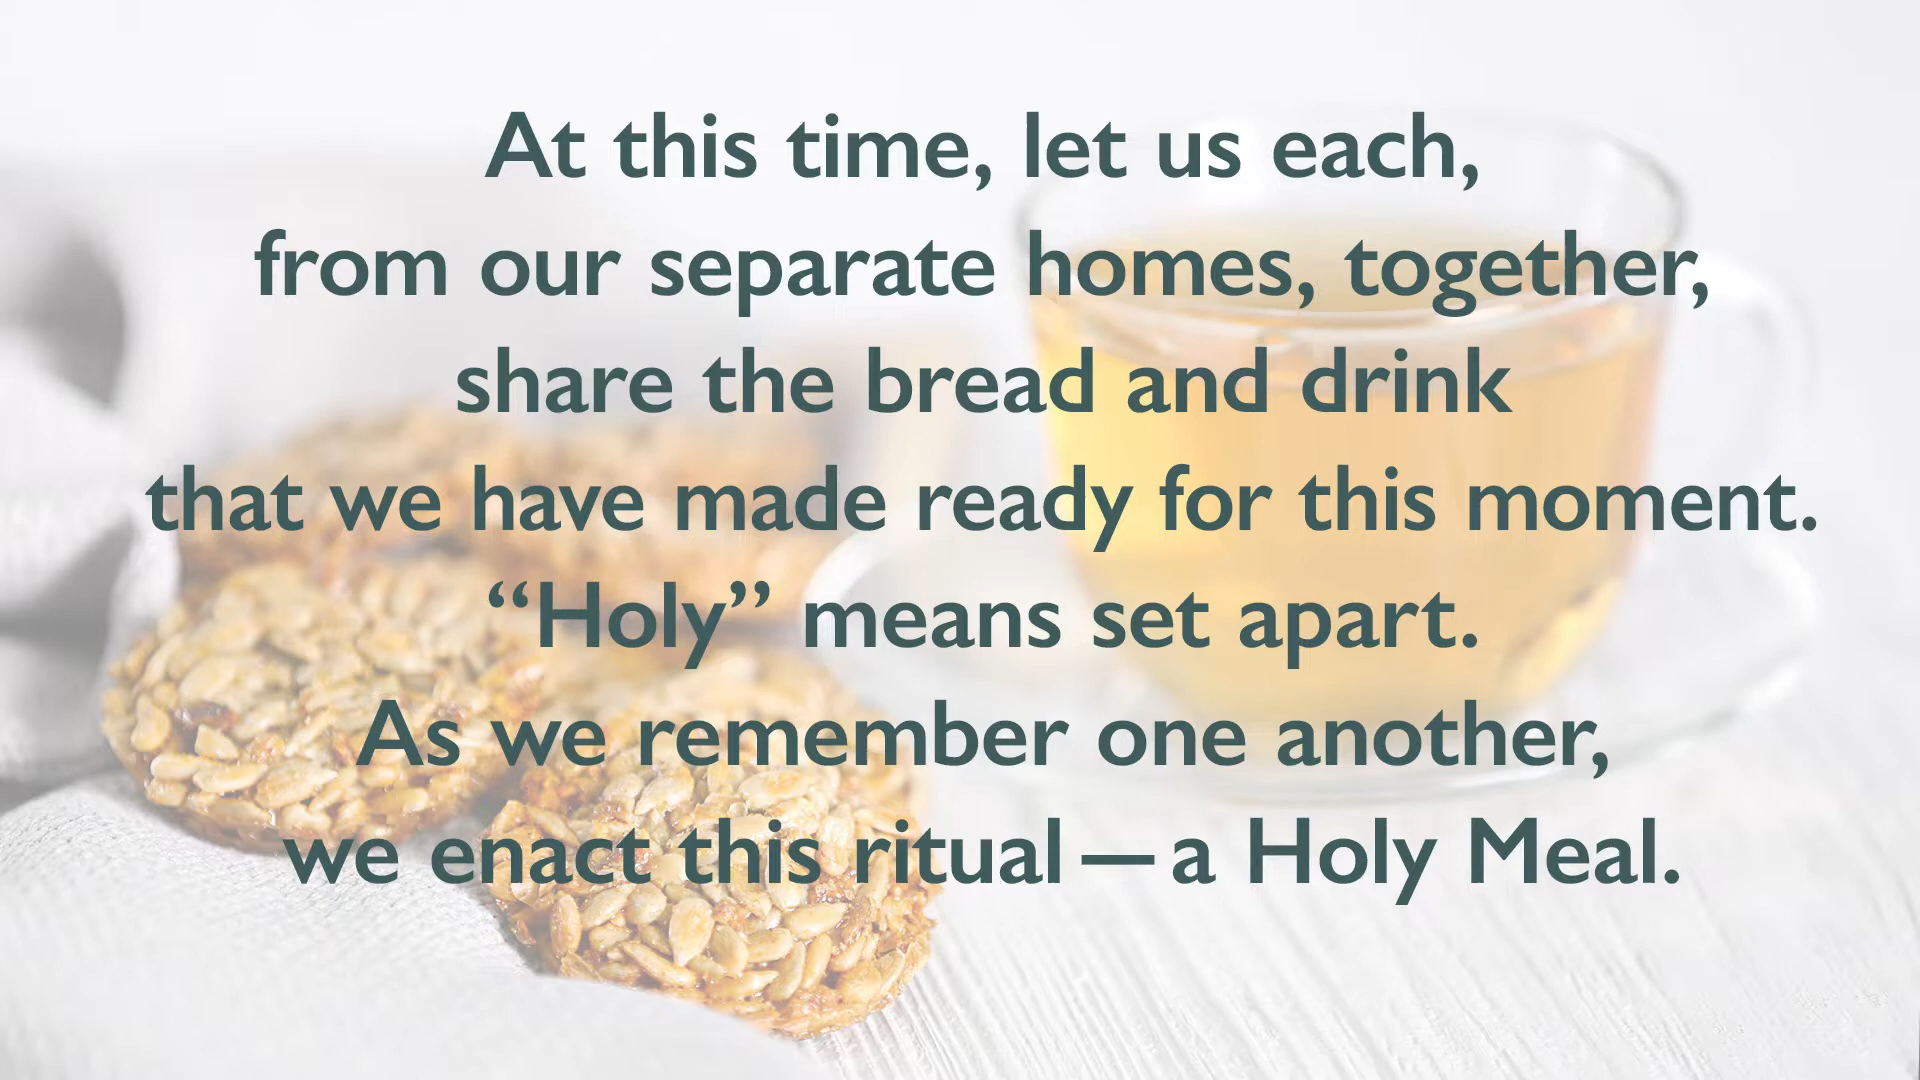 At this time, let us each,
from our separate homes, together,
share the bread and drink
that we have made ready for this moment.
“Holy” means set apart.
As we remember one another,
we enact this ritual — a Holy Meal.